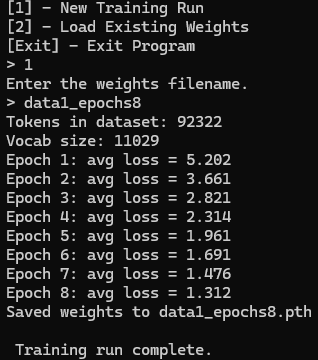 [1] - New Training Run
[2] - Load Existing Weights
[Exit] - Exit Program
> 1
Enter the weights filename.
> data1_epochs8
Tokens in dataset: 92322
Vocab size: 11029
Epoch 1: avg loss = 5.202
Epoch 2: avg loss = 3.661
Epoch 3: avg loss = 2.821
Epoch 4: avg loss = 2.314
Epoch 5: avg loss = 1.961
Epoch 6: avg loss = 1.691
Epoch 7: avg loss = 1.476
Epoch 8: avg loss = 1.312
Saved weights to data1_epochs8.pth
Training run complete.